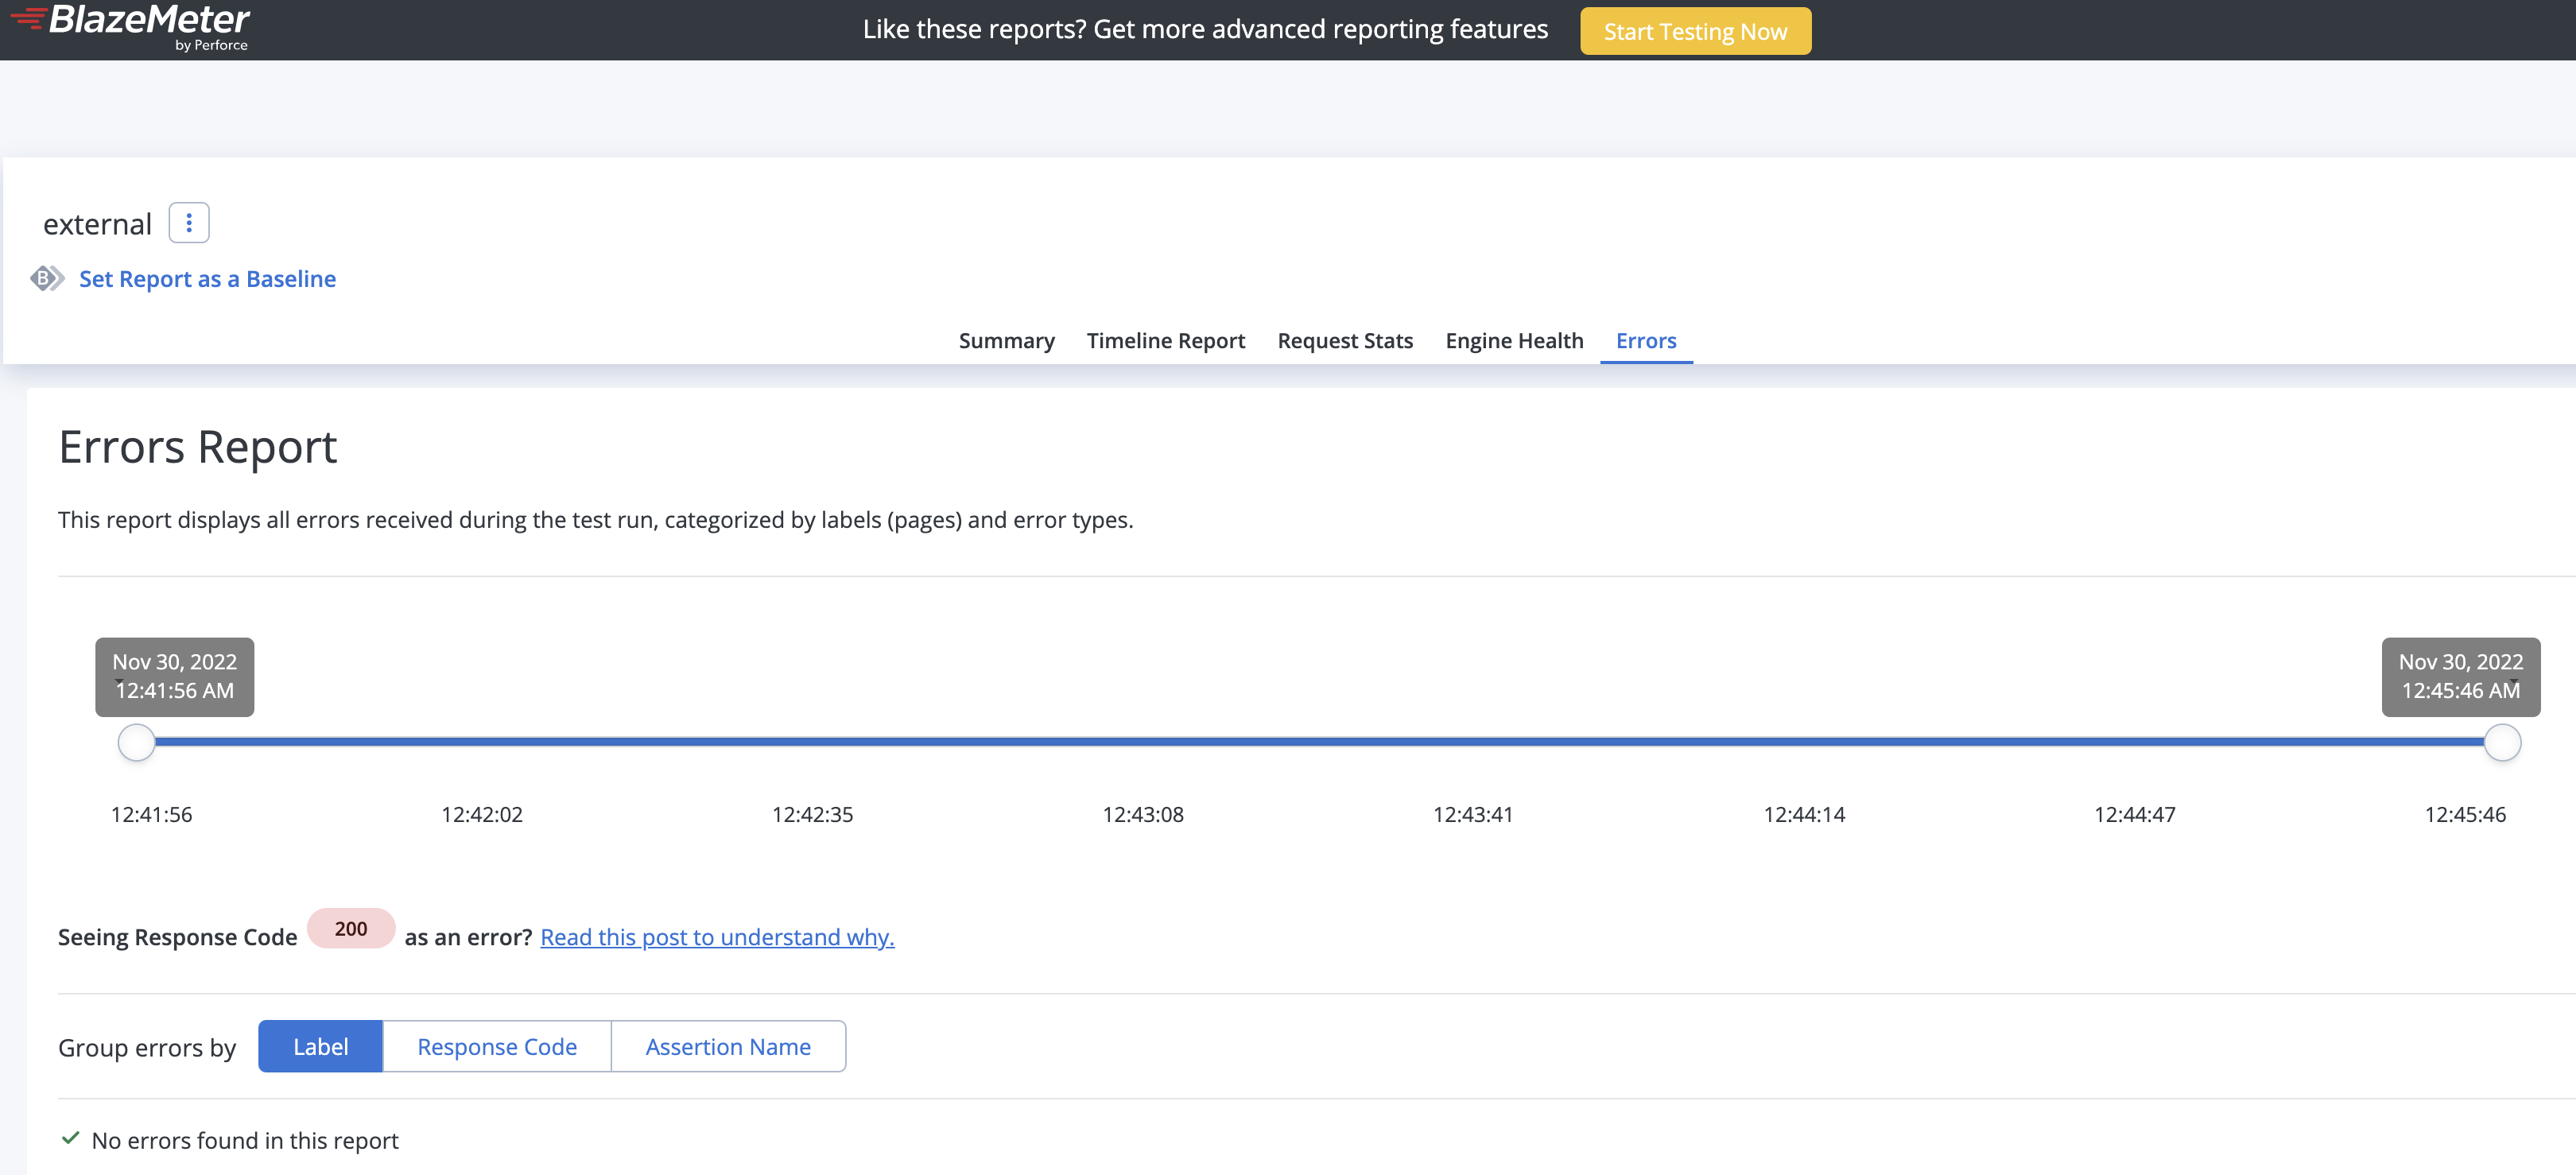 BlazeMeter
by Perforce
Like these reports? Get more advanced reporting features
Start Testing Now
external
B
Set Report as a Baseline
Summary Timeline Report Request Stats Engine Health Errors
Errors Report
This report displays all errors received during the test run, categorized by labels (pages) and error types.
Nov 30, 2022
12:41:56 AM
Nov 30, 2022
12:45:46 AM
12:41:56 12:42:02 12:42:35 12:43:08 12:43:41 12:44:14 12:44:47 12:45:46
Seeing Response Code 200 as an error? Read this post to understand why.
Group errors by Label Response Code Assertion Name
No errors found in this report